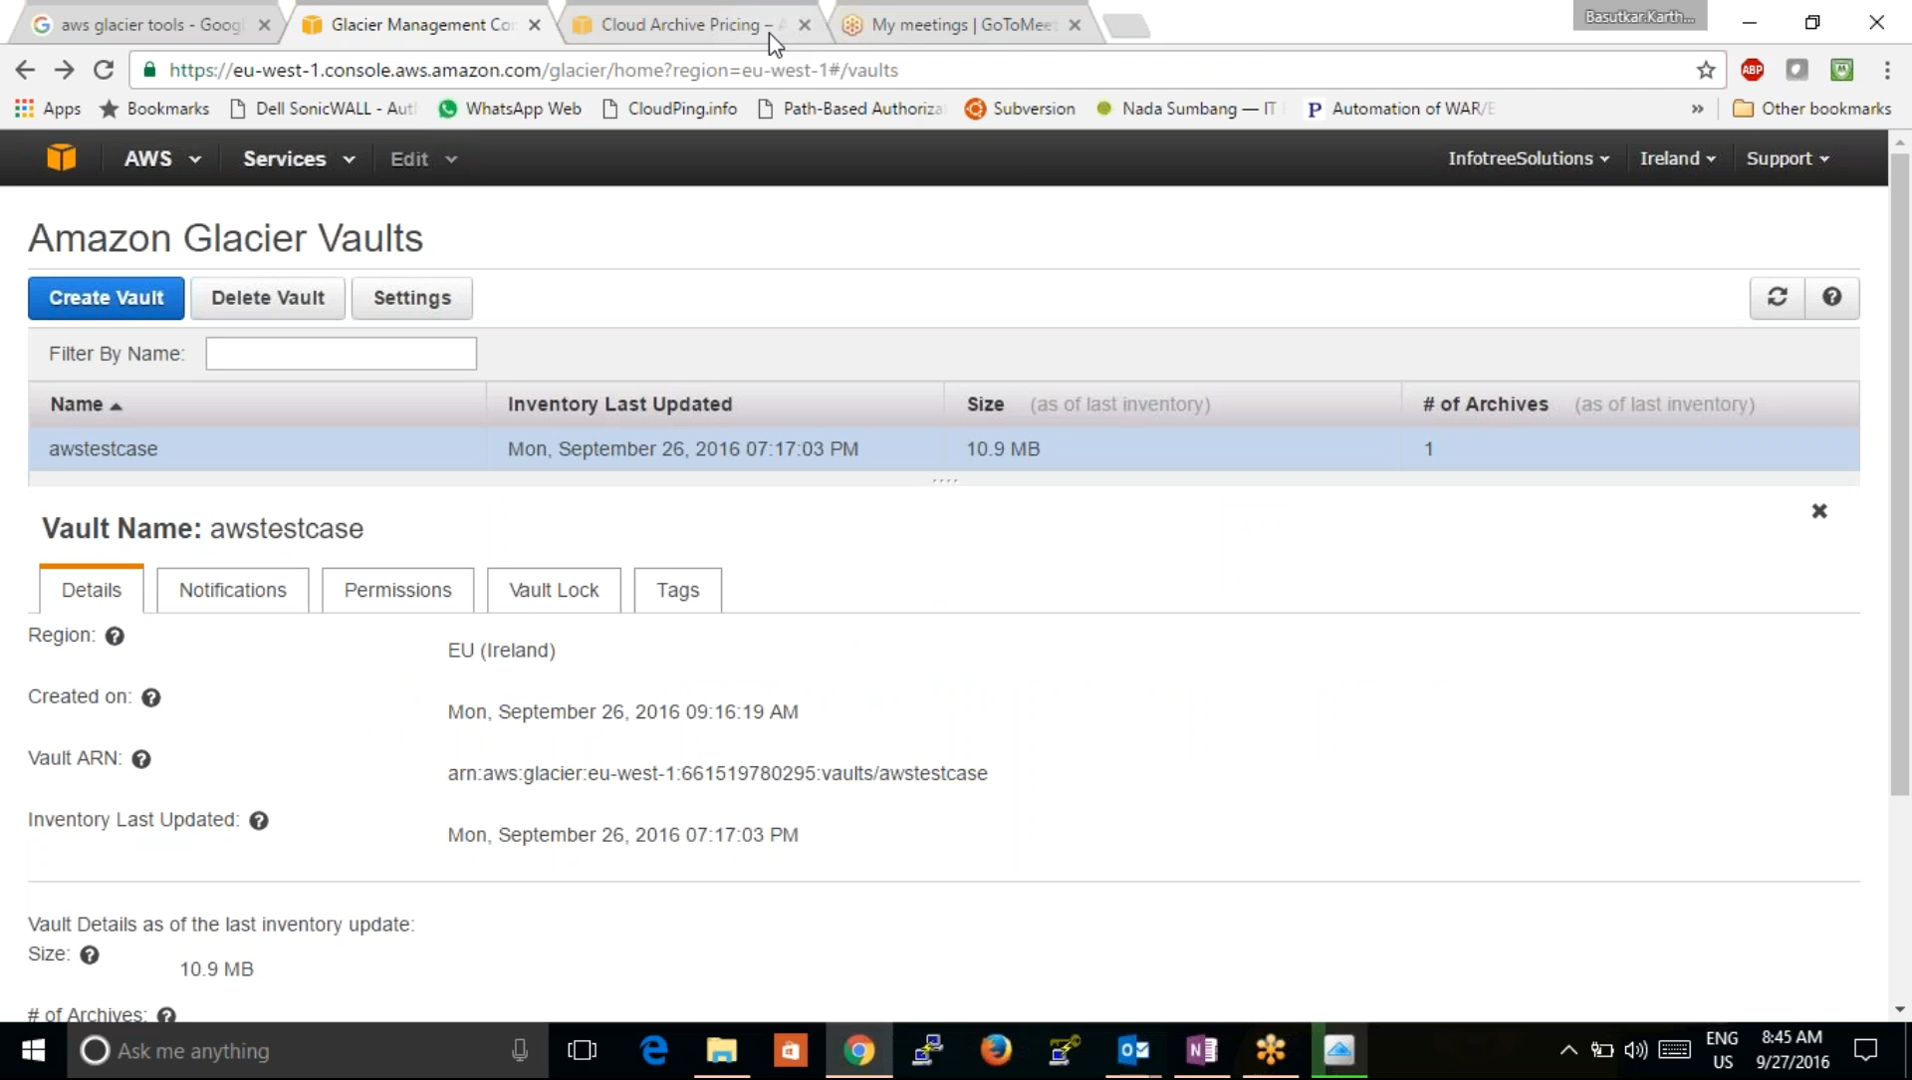 aws glacier tools - Goog
Glacier Management Co
Cloud Archive Pricing –
My meetings | GoToMeet
Basutkar.Karth...
https://eu-west-1.console.aws.amazon.com/glacier/home?region=eu-west-1#/vaults
ABP
Apps Bookmarks Dell SonicWALL - Aut WhatsApp Web CloudPing.info Path-Based Authoriza Subversion Nada Sumbang — IT P Automation of WAR/E » Other bookmarks
AWS Services Edit InfotreeSolutions Ireland Support
Amazon Glacier Vaults
Create Vault Delete Vault Settings
Filter By Name:
Name Inventory Last Updated Size (as of last inventory) # of Archives (as of last inventory)
awstestcase Mon, September 26, 2016 07:17:03 PM 10.9 MB 1
Vault Name: awstestcase
Details Notifications Permissions Vault Lock Tags
Region:
EU (Ireland)
Created on:
Mon, September 26, 2016 09:16:19 AM
Vault ARN:
arn:aws:glacier:eu-west-1:661519780295:vaults/awstestcase
Inventory Last Updated:
Mon, September 26, 2016 07:17:03 PM
Vault Details as of the last inventory update:
Size:
10.9 MB
# of Archives:
Ask me anything
ENG
US
8:45 AM
9/27/2016